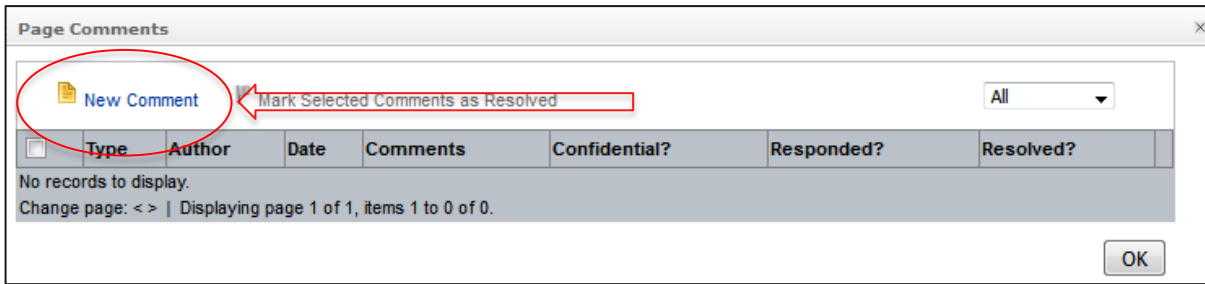 Page Comments
New Comment Mark Selected Comments as Resolved All
Type Author Date Comments Confidential? Responded? Resolved?
No records to display.
Change page: < > | Displaying page 1 of 1, items 1 to 0 of 0.
OK